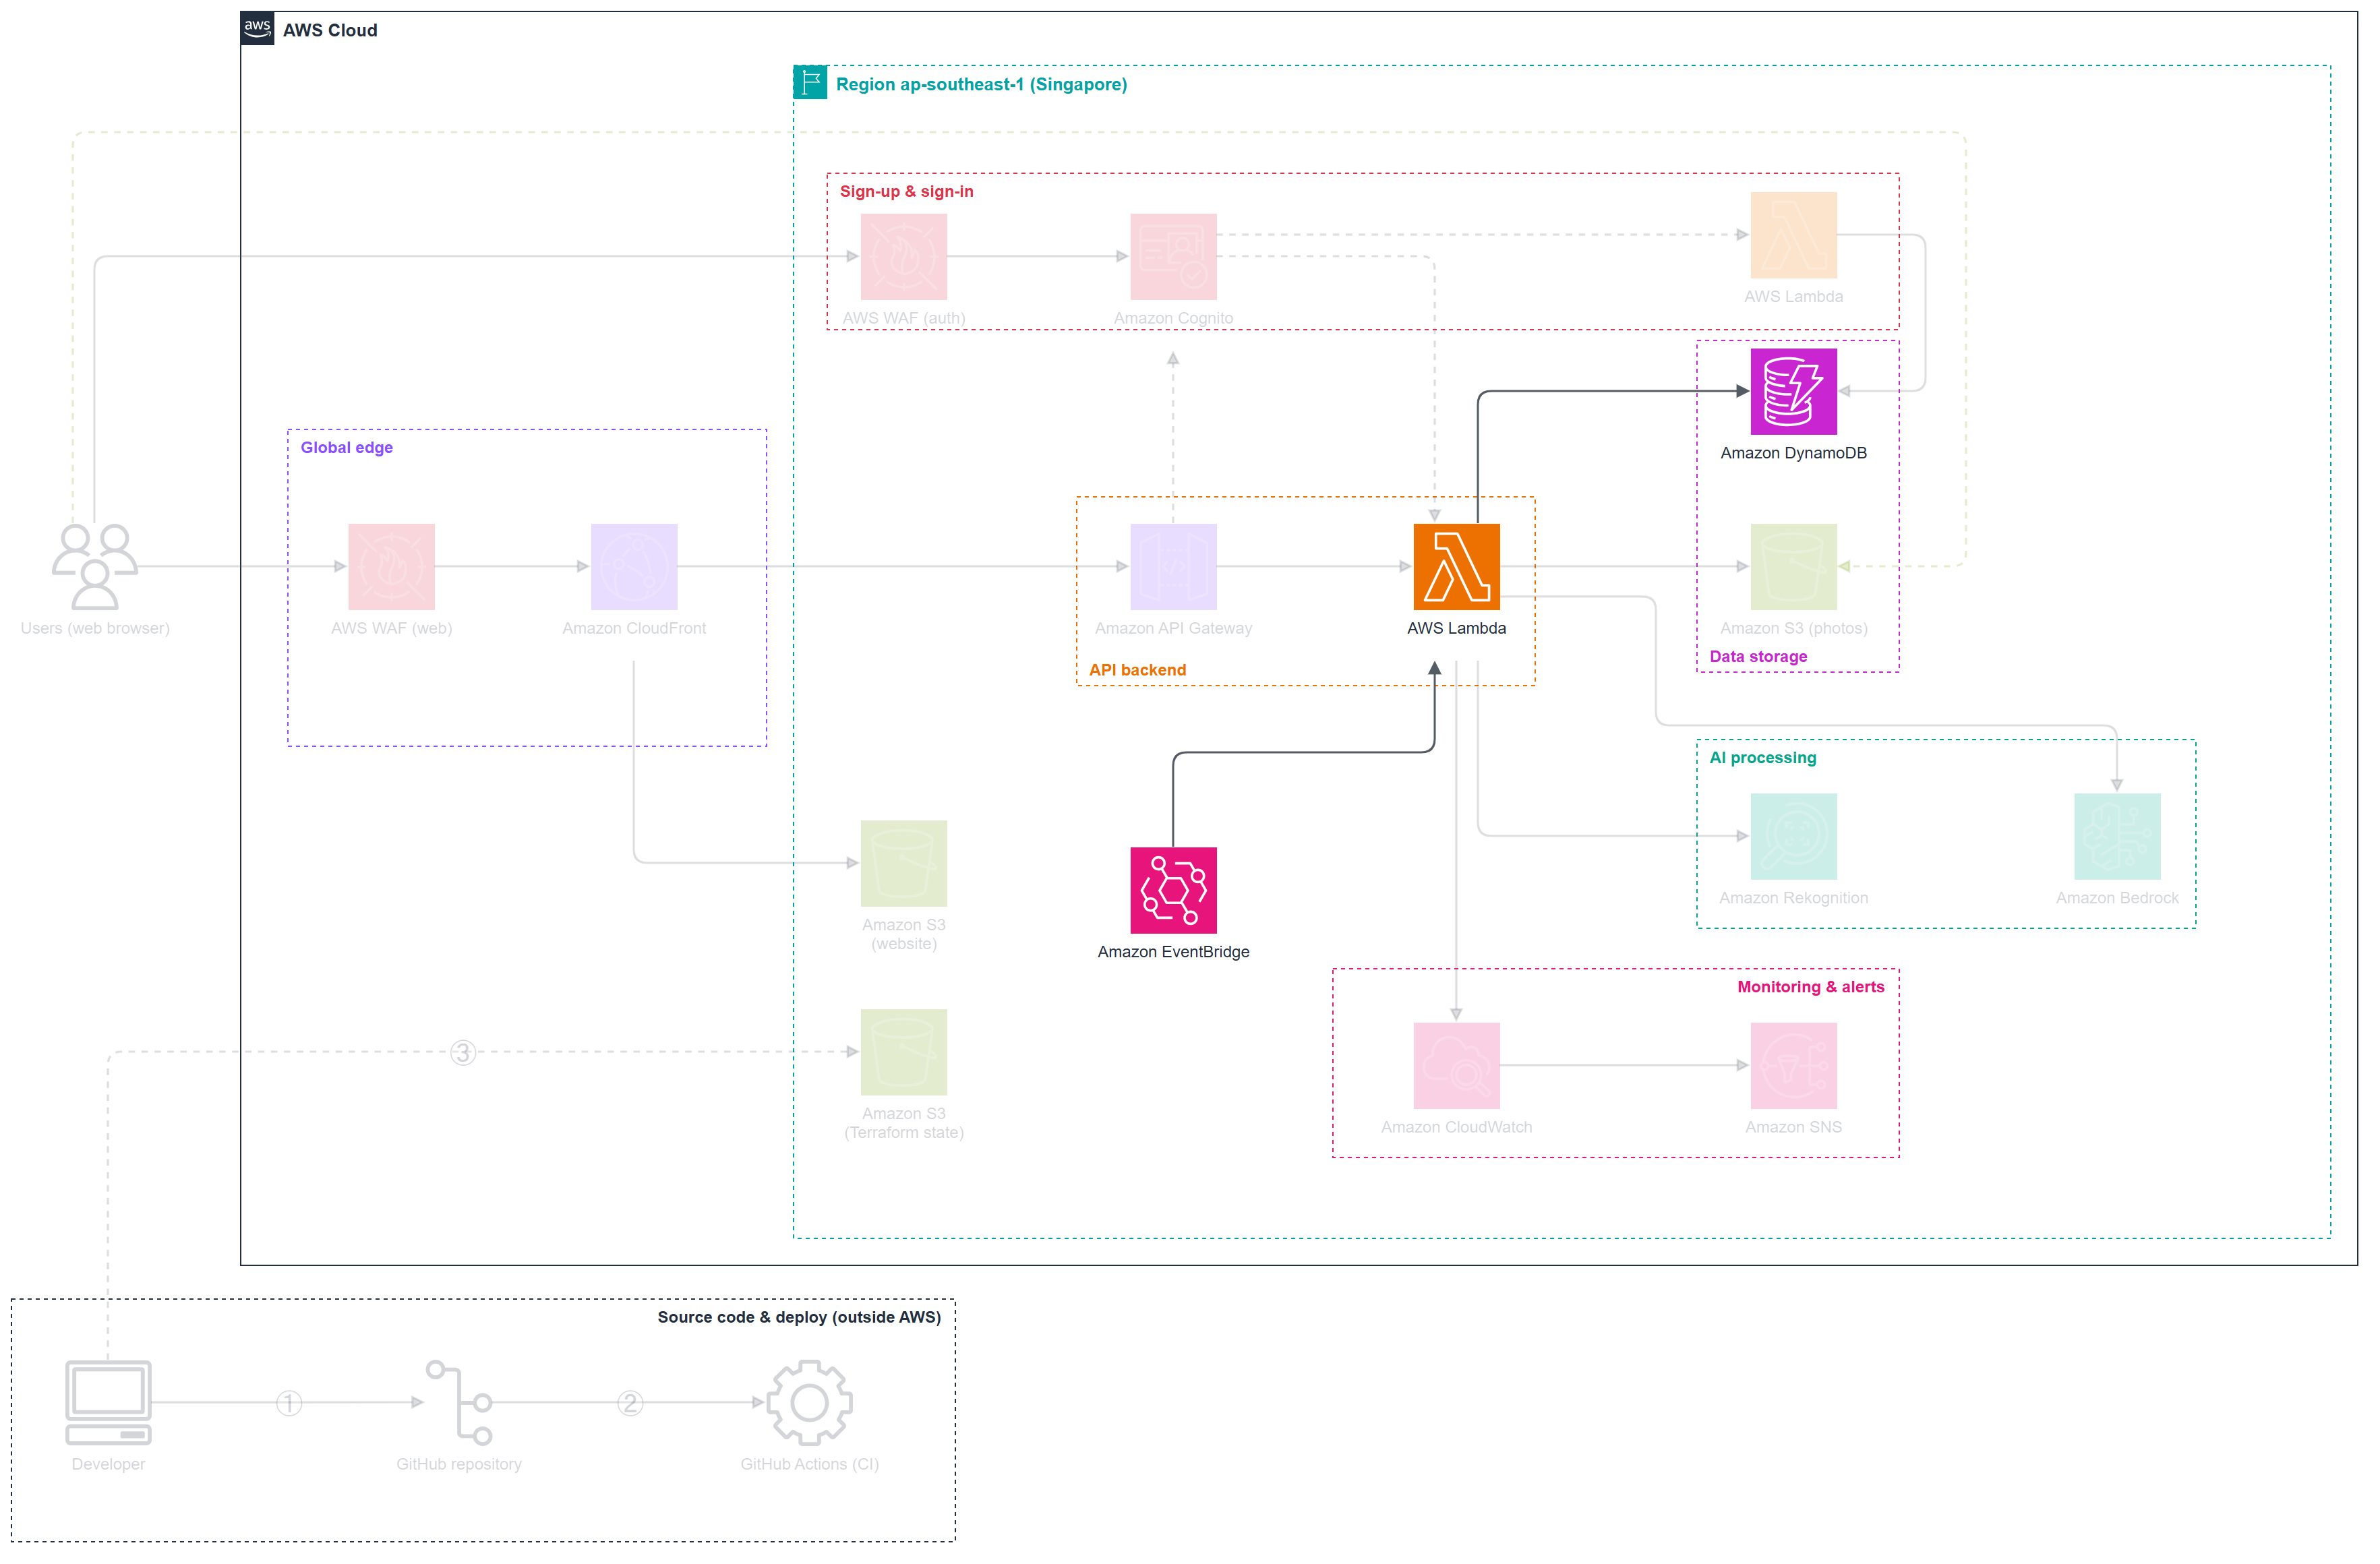 aws
AWS Cloud
Region ap-southeast-1 (Singapore)
Sign-up & sign-in
AWS WAF (auth)
Amazon Cognito
AWS Lambda
Amazon DynamoDB
Global edge
Users (web browser)
AWS WAF (web)
Amazon CloudFront
Amazon API Gateway
AWS Lambda
Amazon S3 (photos)
API backend
Data storage
AI processing
Amazon Rekognition
Amazon Bedrock
Amazon S3
(website)
Amazon EventBridge
Monitoring & alerts
③
Amazon S3
(Terraform state)
Amazon CloudWatch
Amazon SNS
Source code & deploy (outside AWS)
①
②
Developer
GitHub repository
GitHub Actions (CI)